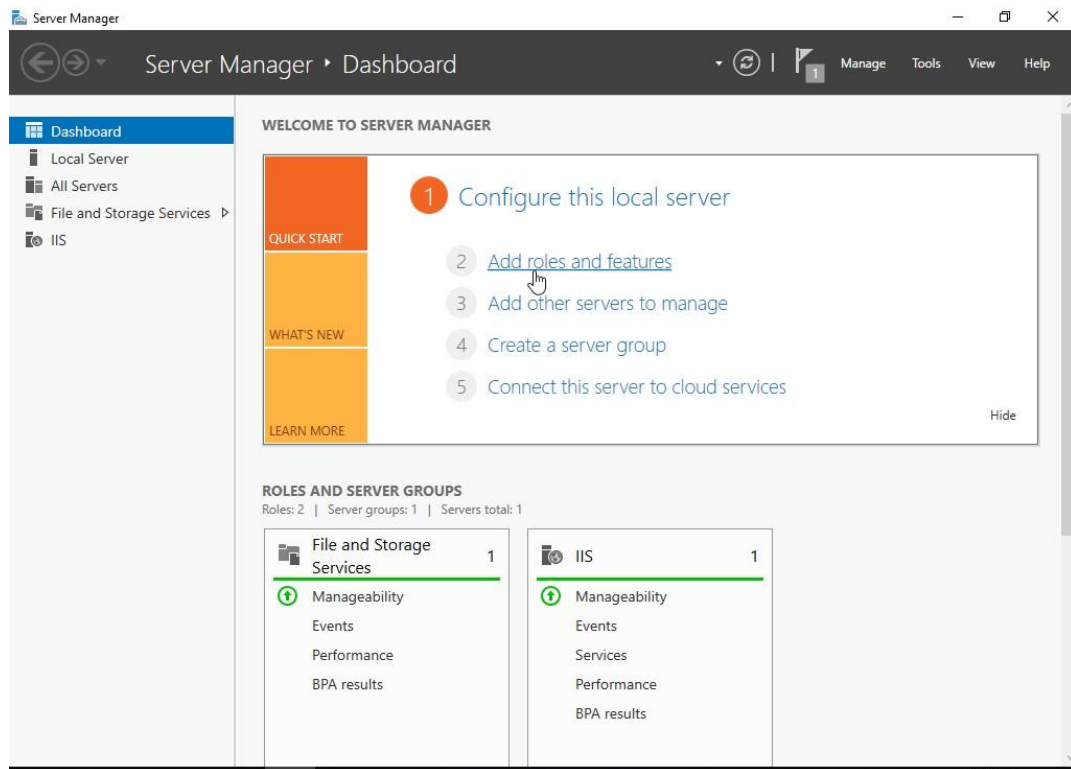 Server Manager
Server Manager ‣ Dashboard
1
Manage
Tools
View
Help
Dashboard
Local Server
All Servers
File and Storage Services
IIS
WELCOME TO SERVER MANAGER
QUICK START
WHAT'S NEW
LEARN MORE
1 Configure this local server
2 Add roles and features
3 Add other servers to manage
4 Create a server group
5 Connect this server to cloud services
Hide
ROLES AND SERVER GROUPS
Roles: 2 | Server groups: 1 | Servers total: 1
File and Storage
Services
1
Manageability
Events
Performance
BPA results
IIS
1
Manageability
Events
Services
Performance
BPA results